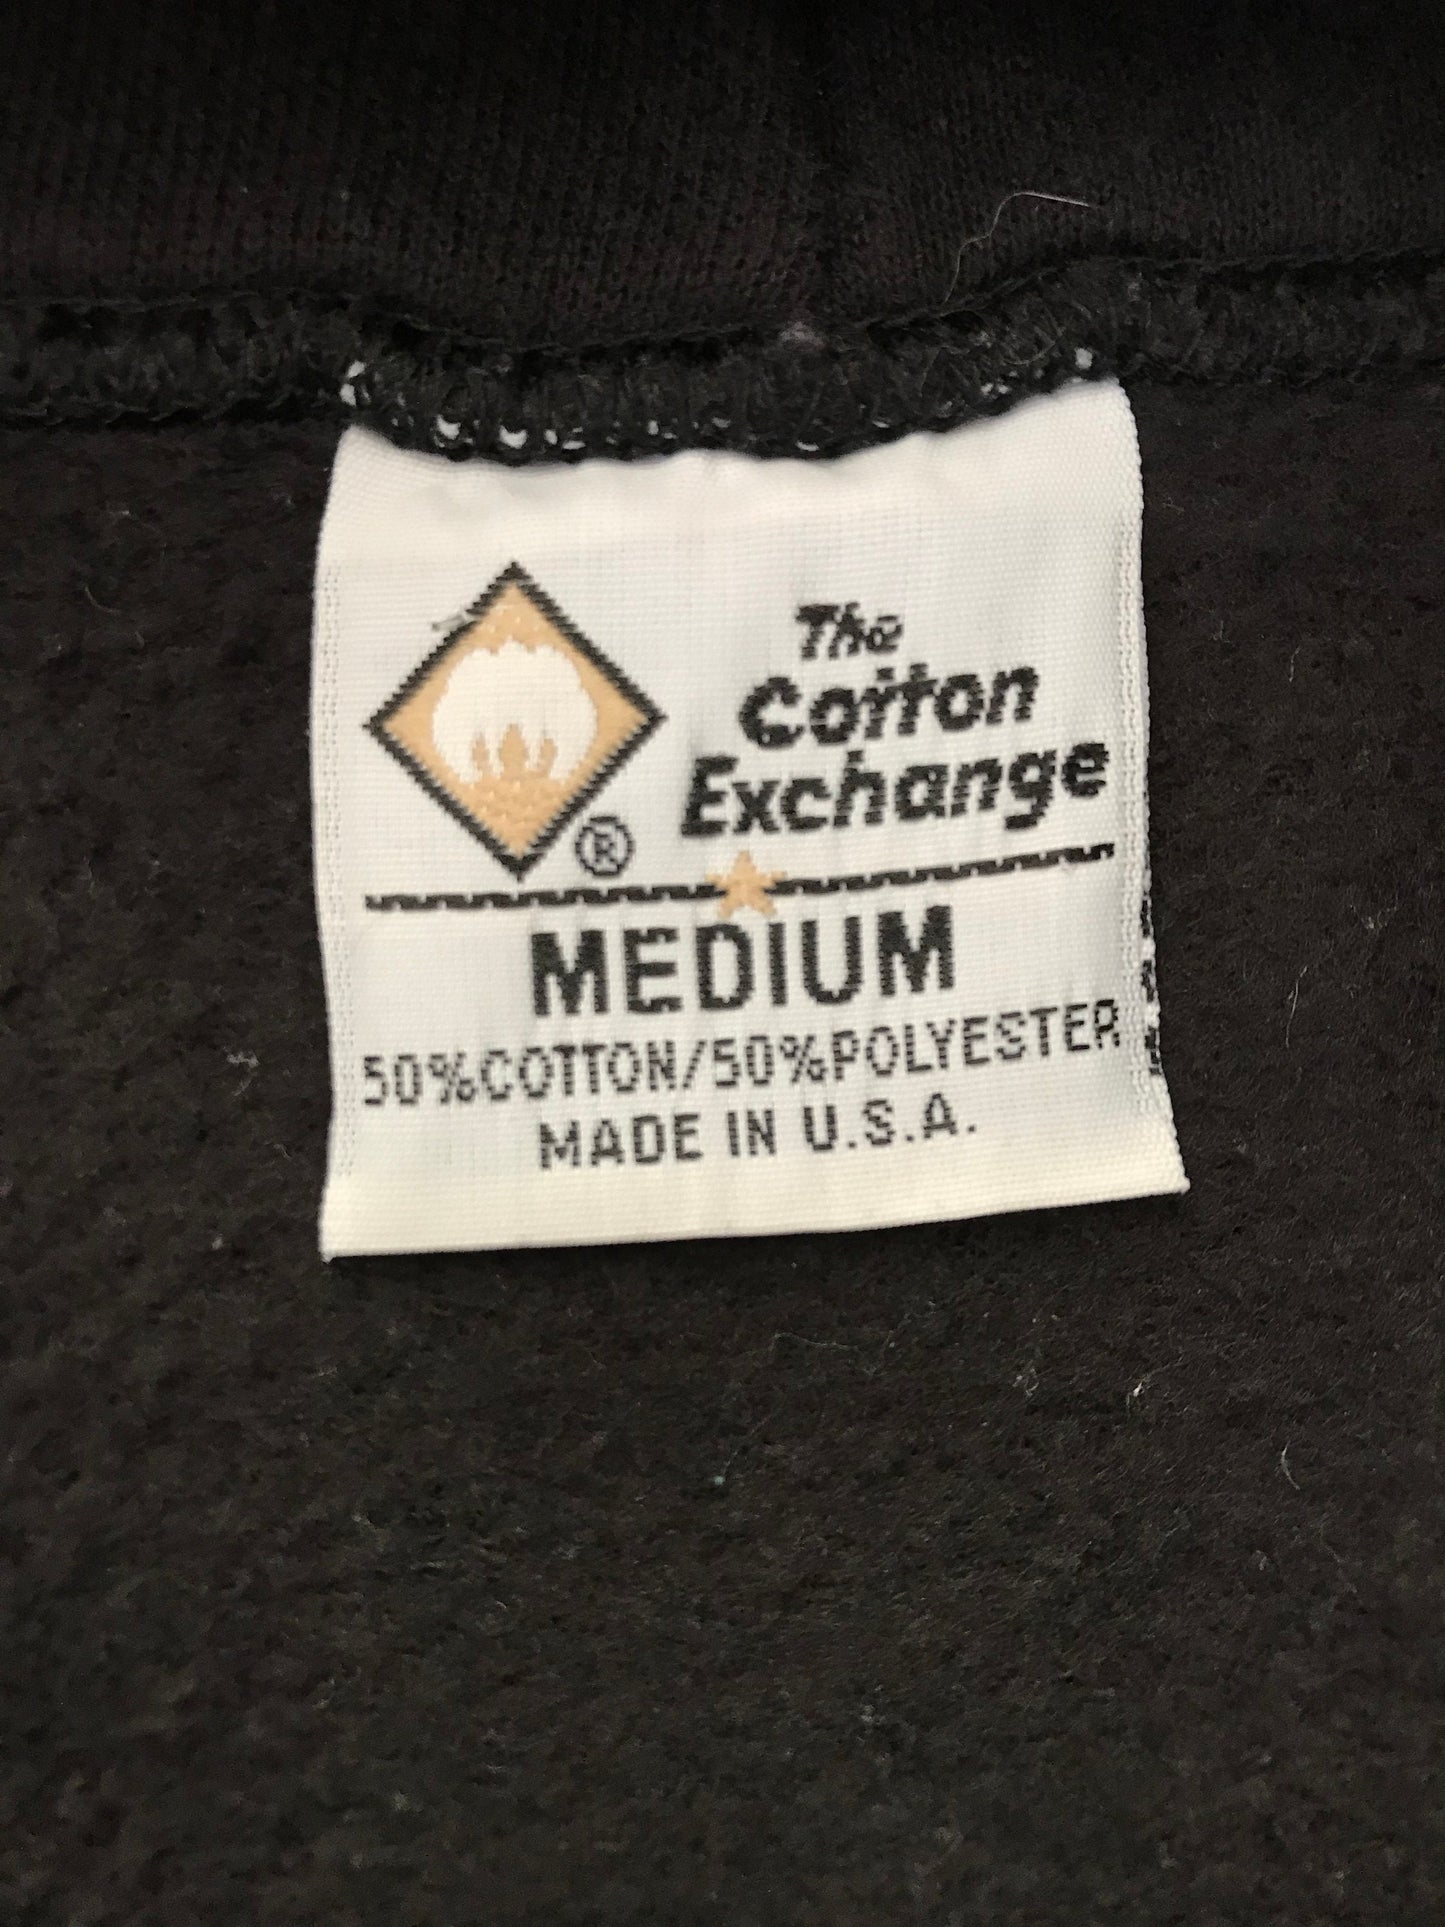 The
Cotton
Exchange
®
MEDIUM
50%COTTON/50%POLYESTER
MADE IN U.S.A.